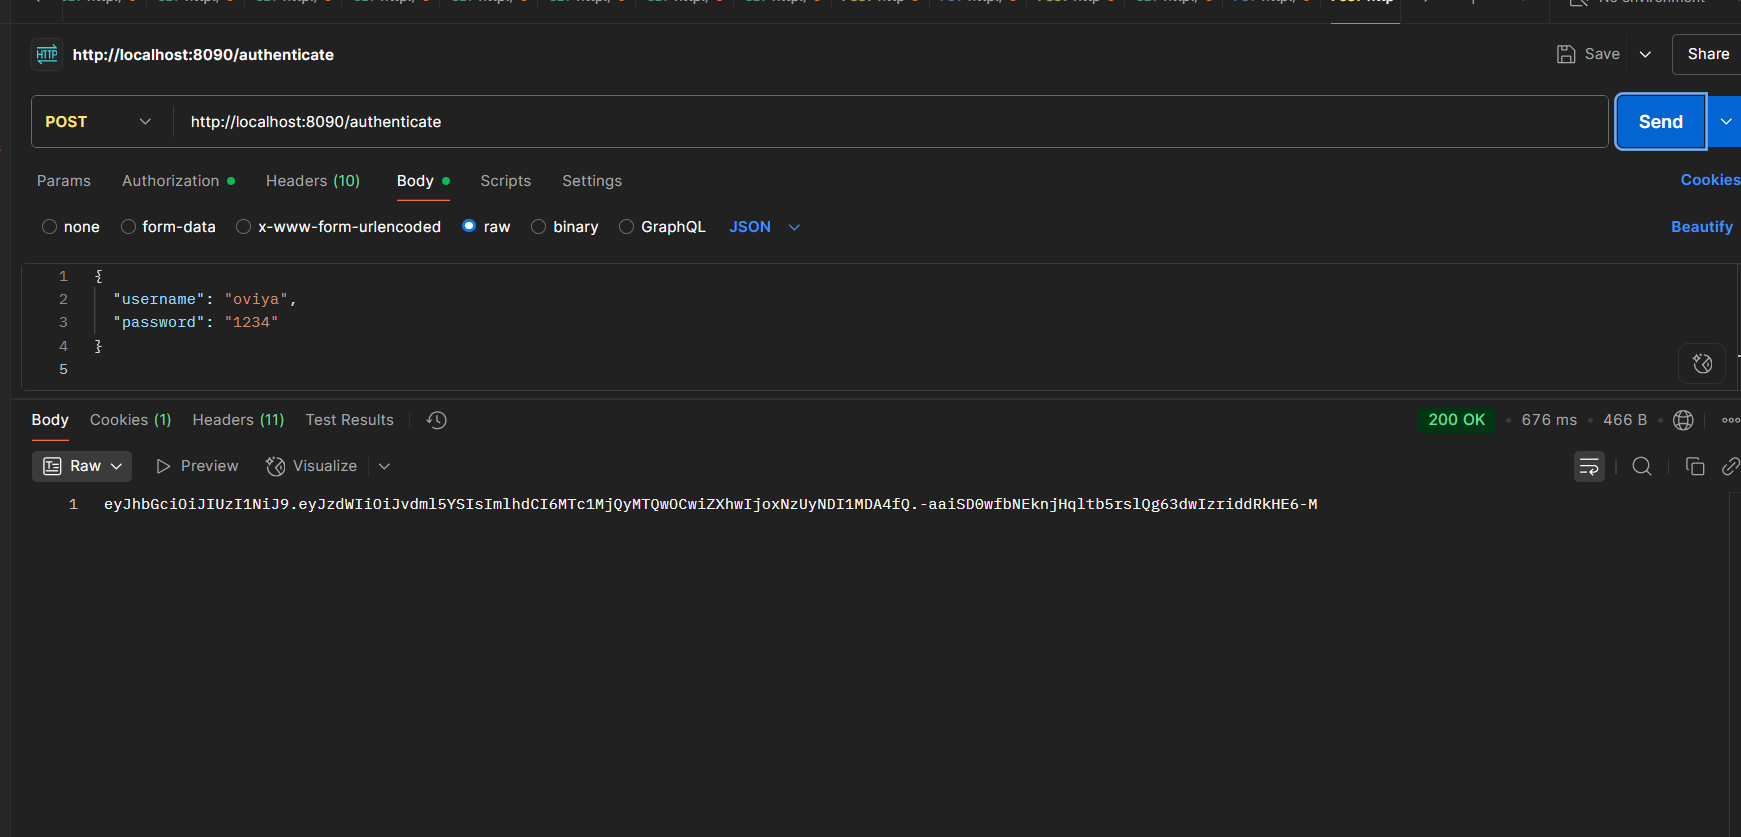 http://localhost:8090/authenticate
Save
Share
POST
http://localhost:8090/authenticate
Send
Params
Authorization
Headers (10)
Body
Scripts
Settings
Cookies
none
form-data
x-www-form-urlencoded
raw
binary
GraphQL
JSON
Beautify
1 {
2 "username": "oviya",
3 "password": "1234"
4 }
5
Body
Cookies (1)
Headers (11)
Test Results
200 OK
676 ms
466 B
Raw
Preview
Visualize
1 eyJhbGciOiJIUzI1NiJ9.eyJzdWIiOiJvdml5YSIsImlhdCI6MTc1MjQyMTQwOCwiZXhwIjoxNzUyNDI1MDA4fQ.-aaiSD0wfbNEknjHqltb5rslQg63dwIzriddRkHE6-M